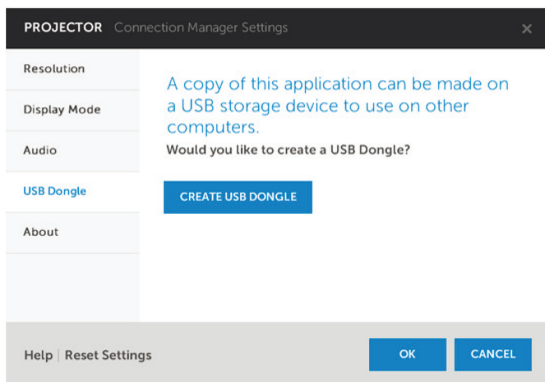 PROJECTOR Connection Manager Settings
Resolution
Display Mode
Audio
USB Dongle
About
A copy of this application can be made on
a USB storage device to use on other
computers.
Would you like to create a USB Dongle?
CREATE USB DONGLE
Help | Reset Settings
OK
CANCEL